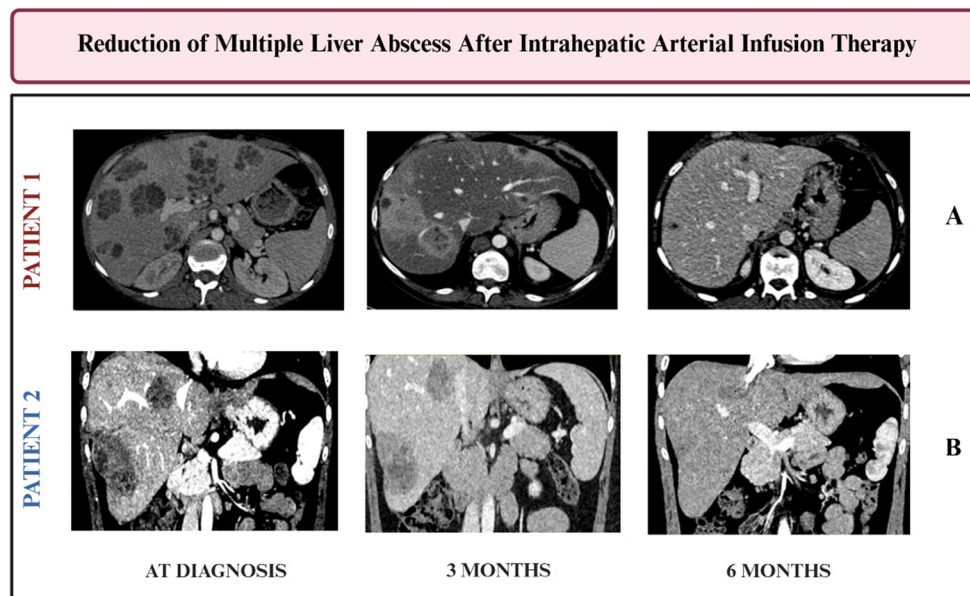 Reduction of Multiple Liver Abscess After Intrahepatic Arterial Infusion Therapy
PATIENT 1
A
PATIENT 2
B
AT DIAGNOSIS
3 MONTHS
6 MONTHS